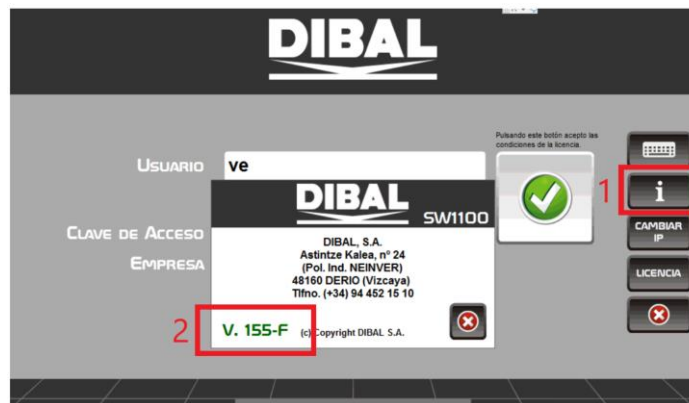 DIBAL
Pulsando este botón acepto las
condiciones de la licencia.
Usuario
ve
1
i
DIBAL
SW1100
Clave de Acceso
CAMBIAR
IP
DIBAL, S.A.
Astintze Kalea, nº 24
(Pol. Ind. NEINVER)
48160 DERIO (Vizcaya)
Tlfno. (+34) 94 452 15 10
Empresa
LICENCIA
2
V. 155-F
(c) Copyright DIBAL S.A.